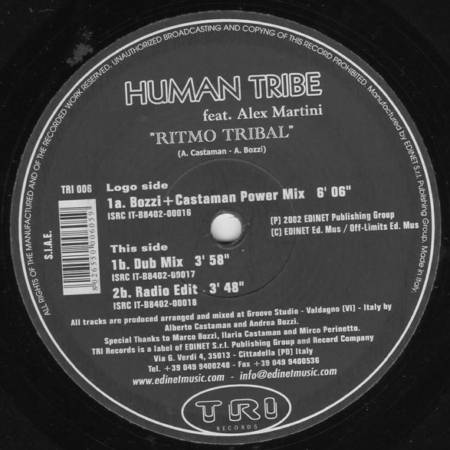 ALL RIGHTS OF THE MANUFACTURED AND OF THE RECORDED WORK RESERVED. UNAUTHORIZED BROADCASTING AND COPYNG OF THIS RECORD PROHIBITED. Manufactured by EDINET S.r.l. Publishing Group. Made in Italy.
HUMAN TRIBE
feat. Alex Martini
"RITMO TRIBAL"
(A. Castaman - A. Bozzi)
TRI 006
S.I.A.E.
Logo side
1a. Bozzi+Castaman Power Mix 6' 06"
ISRC IT-B8402-00016
(P) 2002 EDINET Publishing Group
(C) EDINET Ed. Mus / Off-Limits Ed. Mus
This side
1b. Dub Mix 3' 58"
ISRC IT-B8402-00017
2b. Radio Edit - 3' 48"
ISRC IT-B8402-00018
All tracks are produced arranged and mixed at Groove Studio - Valdagno (VI) - Italy by
Alberto Castaman and Andrea Bozzi.
Special Thanks to Marco Bozzi, Ilaria Castaman and Mirco Perinetto.
TRI Records is a label of EDINET S.r.l. Publishing Group and Record Company
Via G. Verdi 4, 35013 - Cittadella (PD) Italy
Tel. +39 049 9400248 - Fax +39 049 9400536
www.edinetmusic.com - info@edinetmusic.com
TRI
RECORDS